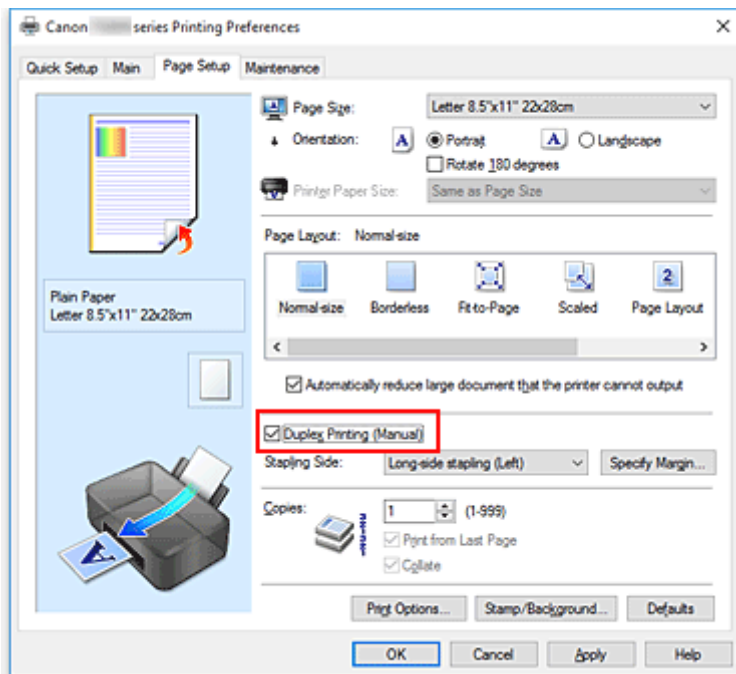 Canon series Printing Preferences
Quick Setup Main Page Setup Maintenance
Page Size: Letter 8.5"x11" 22x28cm
Orientation: A Portrait A Landscape
Rotate 180 degrees
Printer Paper Size: Same as Page Size
Page Layout: Normal-size
2
Normal-size Borderless Fit-to-Page Scaled Page Layout
Plain Paper
Letter 8.5"x11" 22x28cm
Automatically reduce large document that the printer cannot output
Duplex Printing (Manual)
Stapling Side: Long-side stapling (Left) Specify Margin...
Copies: 1 (1-999)
Print from Last Page
Collate
A
Print Options... Stamp/Background... Defaults
OK Cancel Apply Help